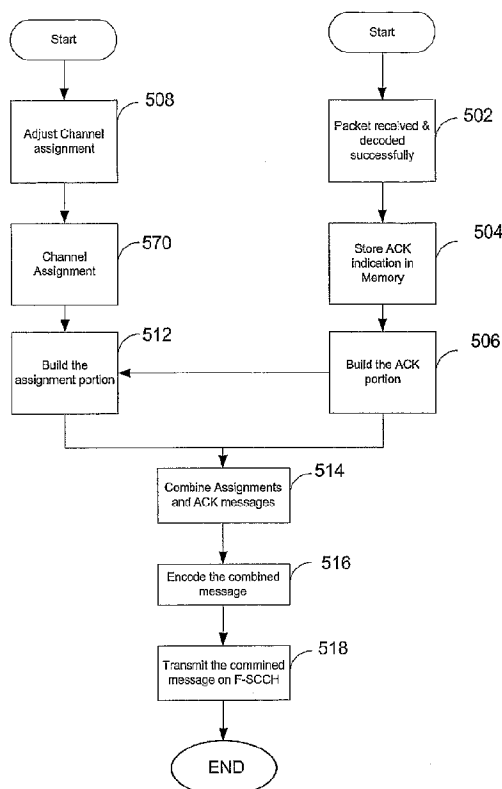 Start
508
Adjust Channel
assignment
570
Channel
Assignment
512
Build the
assignment portion
Start
502
Packet received &
decoded
successfully
504
Store ACK
indication in
Memory
506
Build the ACK
portion
514
Combine Assignments
and ACK messages
516
Encode the combined
message
518
Transmit the commined
message on F-SCCH
END